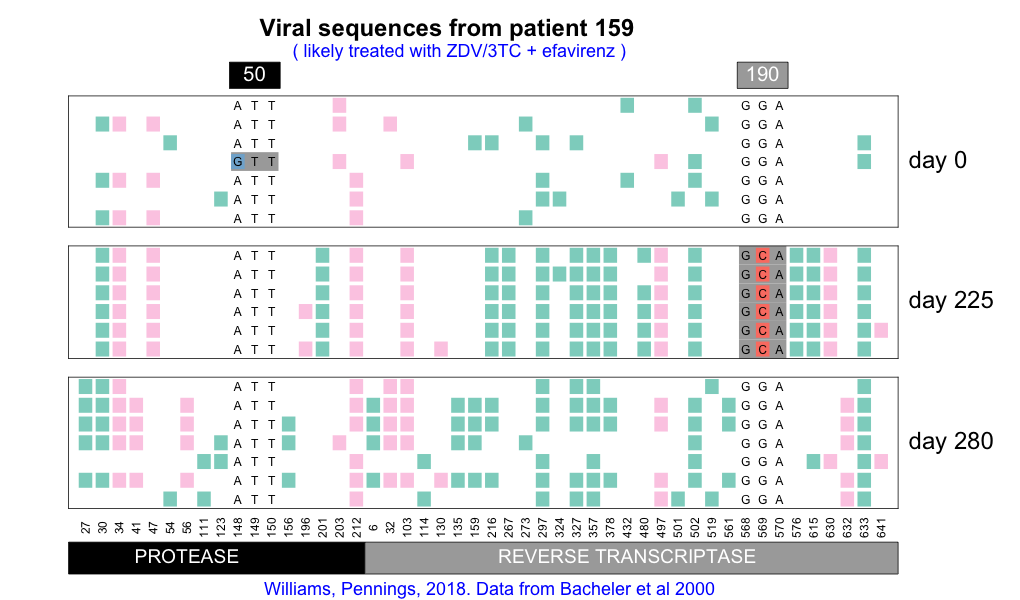 Viral sequences from patient 159
( likely treated with ZDV/3TC + efavirenz )
50 190
A T T G G A
A T T G G A
A T T G G A
G T T G G A
A T T G G A
A T T G G A
A T T G G A
day 0
A T T G C A
A T T G C A
A T T G C A
A T T G C A
A T T G C A
A T T G C A
day 225
A T T G G A
A T T G G A
A T T G G A
A T T G G A
A T T G G A
A T T G G A
A T T G G A
day 280
27 30 34 41 47 54 56 111 123 148 149 150 156 196 201 203 212 6 32 103 114 130 135 159 216 267 273 297 324 327 357 378 432 480 497 501 502 519 561 568 569 570 576 615 630 632 633 641
PROTEASE REVERSE TRANSCRIPTASE
Williams, Pennings, 2018. Data from Bacheler et al 2000